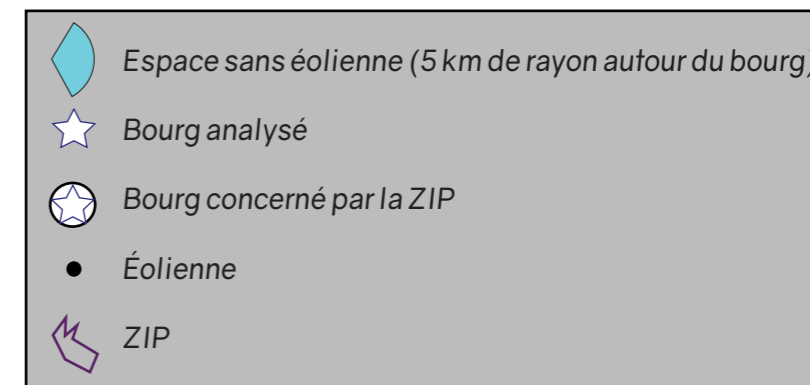 Espace sans éolienne (5 km de rayon autour du bourg)
Bourg analysé
Bourg concerné par la ZIP
Éolienne
ZIP